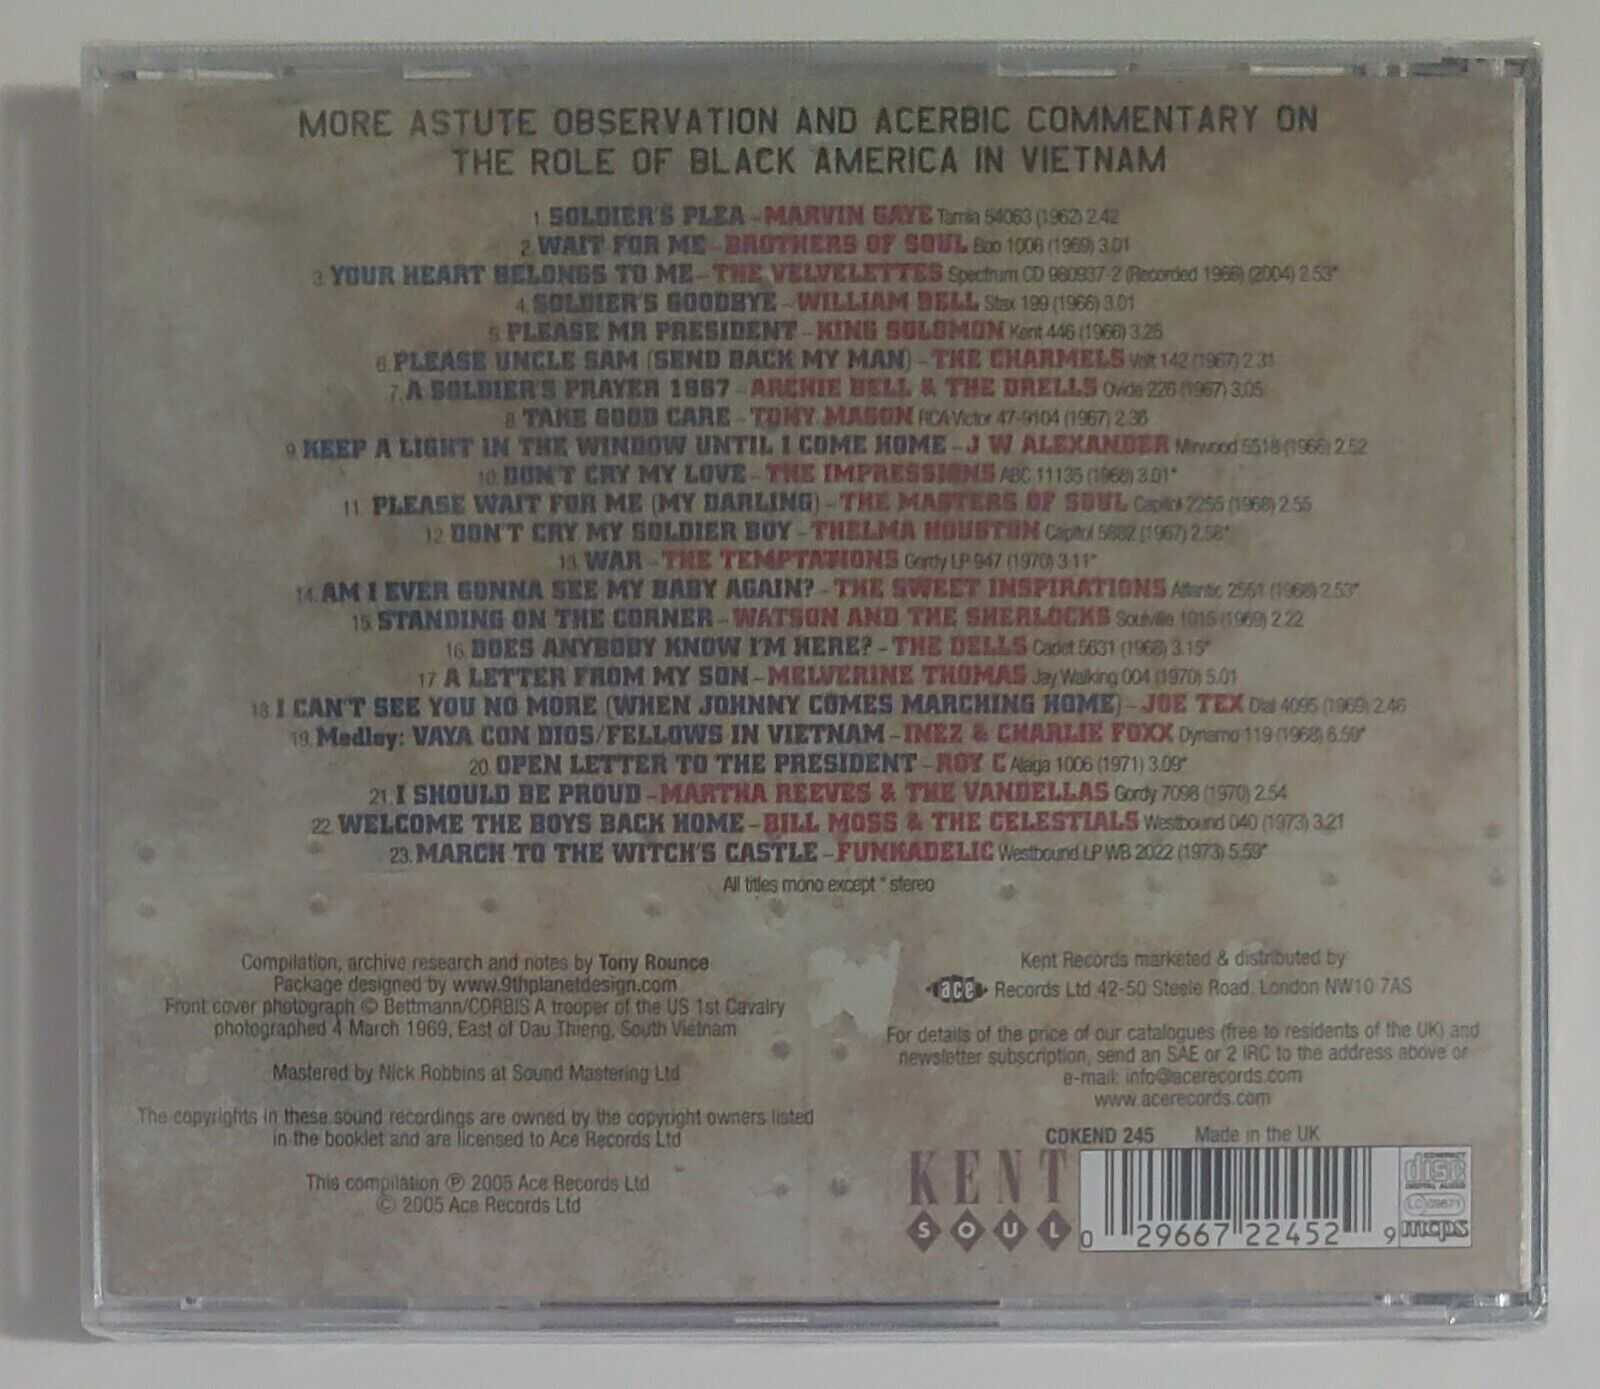 MORE ASTUTE OBSERVATION AND ACERBIC COMMENTARY ON
THE ROLE OF BLACK AMERICA IN VIETNAM
1. SOLDIER'S PLEA - MARVIN GAYE Tamla 54063 (1962) 2.42
2. WAIT FOR ME - BROTHERS OF SOUL Boo 1006 (1969) 3.01
3. YOUR HEART BELONGS TO ME - THE VELVELETTES Spectrum CD 980937-2 (Recorded 1966) (2004) 2.53*
4. SOLDIER'S GOODBYE - WILLIAM BELL Stax 199 (1966) 3.01
5. PLEASE MR PRESIDENT - KING SOLOMON Kent 446 (1966) 3.26
6. PLEASE UNCLE SAM (SEND BACK MY MAN) - THE CHARMELS Volt 142 (1967) 2.31
7. A SOLDIER'S PRAYER 1967 - ARCHIE BELL & THE DRELLS Ovide 226 (1967) 3.05
8. TAKE GOOD CARE - TONY MASON RCA Victor 47-9104 (1967) 2.36
9. KEEP A LIGHT IN THE WINDOW UNTIL I COME HOME - J W ALEXANDER Mirwood 5518 (1966) 2.52
10. DON'T CRY MY LOVE - THE IMPRESSIONS ABC 11135 (1968) 3.01*
11. PLEASE WAIT FOR ME (MY DARLING) - THE MASTERS OF SOUL Capitol 2255 (1968) 2.55
12. DON'T CRY MY SOLDIER BOY - THELMA HOUSTON Capitol 5882 (1967) 2.58*
13. WAR - THE TEMPTATIONS Gordy LP 947 (1970) 3.11*
14. AM I EVER GONNA SEE MY BABY AGAIN? - THE SWEET INSPIRATIONS Atlantic 2551 (1968) 2.53*
15. STANDING ON THE CORNER - WATSON AND THE SHERLOCKS Soulville 1015 (1969) 2.22
16. DOES ANYBODY KNOW I'M HERE? - THE DELLS Cadet 5631 (1968) 3.15*
17. A LETTER FROM MY SON - MELVERINE THOMAS Jay Walking 004 (1970) 5.01
18. I CAN'T SEE YOU NO MORE (WHEN JOHNNY COMES MARCHING HOME) - JOE TEX Dial 4095 (1969) 2.46
19. Medley: VAYA CON DIOS/FELLOWS IN VIETNAM - INEZ & CHARLIE FOXX Dynamo 119 (1968) 6.59*
20. OPEN LETTER TO THE PRESIDENT - ROY C Alaga 1006 (1971) 3.09*
21. I SHOULD BE PROUD - MARTHA REEVES & THE VANDELLAS Gordy 7098 (1970) 2.54
22. WELCOME THE BOYS BACK HOME - BILL MOSS & THE CELESTIALS Westbound 040 (1973) 3.21
23. MARCH TO THE WITCH'S CASTLE - FUNKADELIC Westbound LP WB 2022 (1973) 5.59*
All titles mono except * stereo
Compilation, archive research and notes by Tony Rounce
Package designed by www.9thplanetdesign.com
Front cover photograph © Bettmann/CORBIS A trooper of the US 1st Cavalry
photographed 4 March 1969, East of Dau Thieng, South Vietnam
Mastered by Nick Robbins at Sound Mastering Ltd
The copyrights in these sound recordings are owned by the copyright owners listed
in the booklet and are licensed to Ace Records Ltd
This compilation ℗ 2005 Ace Records Ltd
© 2005 Ace Records Ltd
Kent Records marketed & distributed by
ace Records Ltd 42-50 Steele Road, London NW10 7AS
For details of the price of our catalogues (free to residents of the UK) and
newsletter subscription, send an SAE or 2 IRC to the address above or
e-mail: info@acerecords.com
www.acerecords.com
CDKEND 245 Made in the UK
KENT
SOUL
COMPACT
disc
DIGITAL AUDIO
LC 09671
mcps
0 29667 22452 9